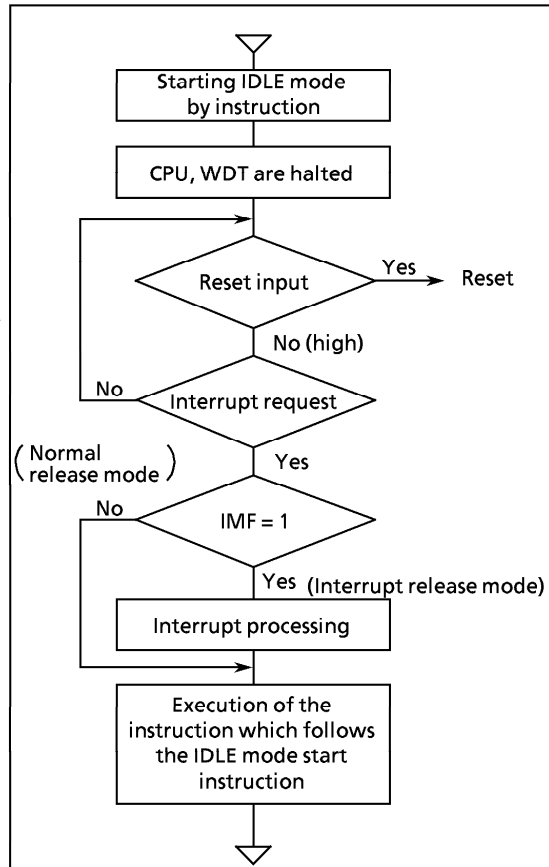 Starting IDLE mode
by instruction
CPU, WDT are halted
Reset input
Yes
Reset
No (high)
No
Interrupt request
(Normal
release mode)
Yes
No
IMF = 1
Yes
(Interrupt release mode)
Interrupt processing
Execution of the
instruction which follows
the IDLE mode start
instruction